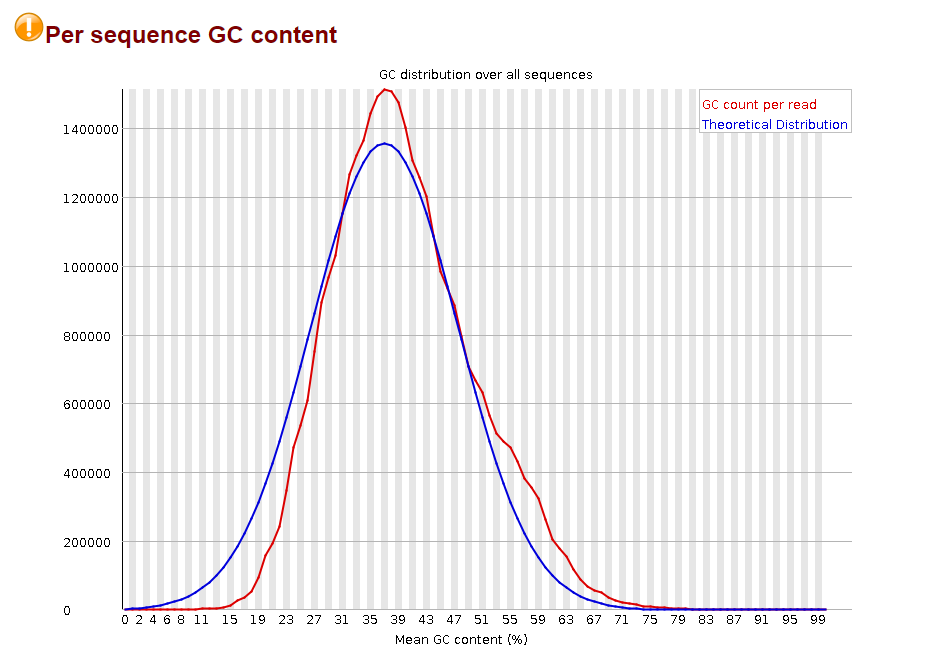 Per sequence GC content
GC distribution over all sequences
GC count per read
Theoretical Distribution
1400000
1200000
1000000
800000
600000
400000
200000
0
0 2 4 6 8 11 15 19 23 27 31 35 39 43 47 51 55 59 63 67 71 75 79 83 87 91 95 99
Mean GC content (%)